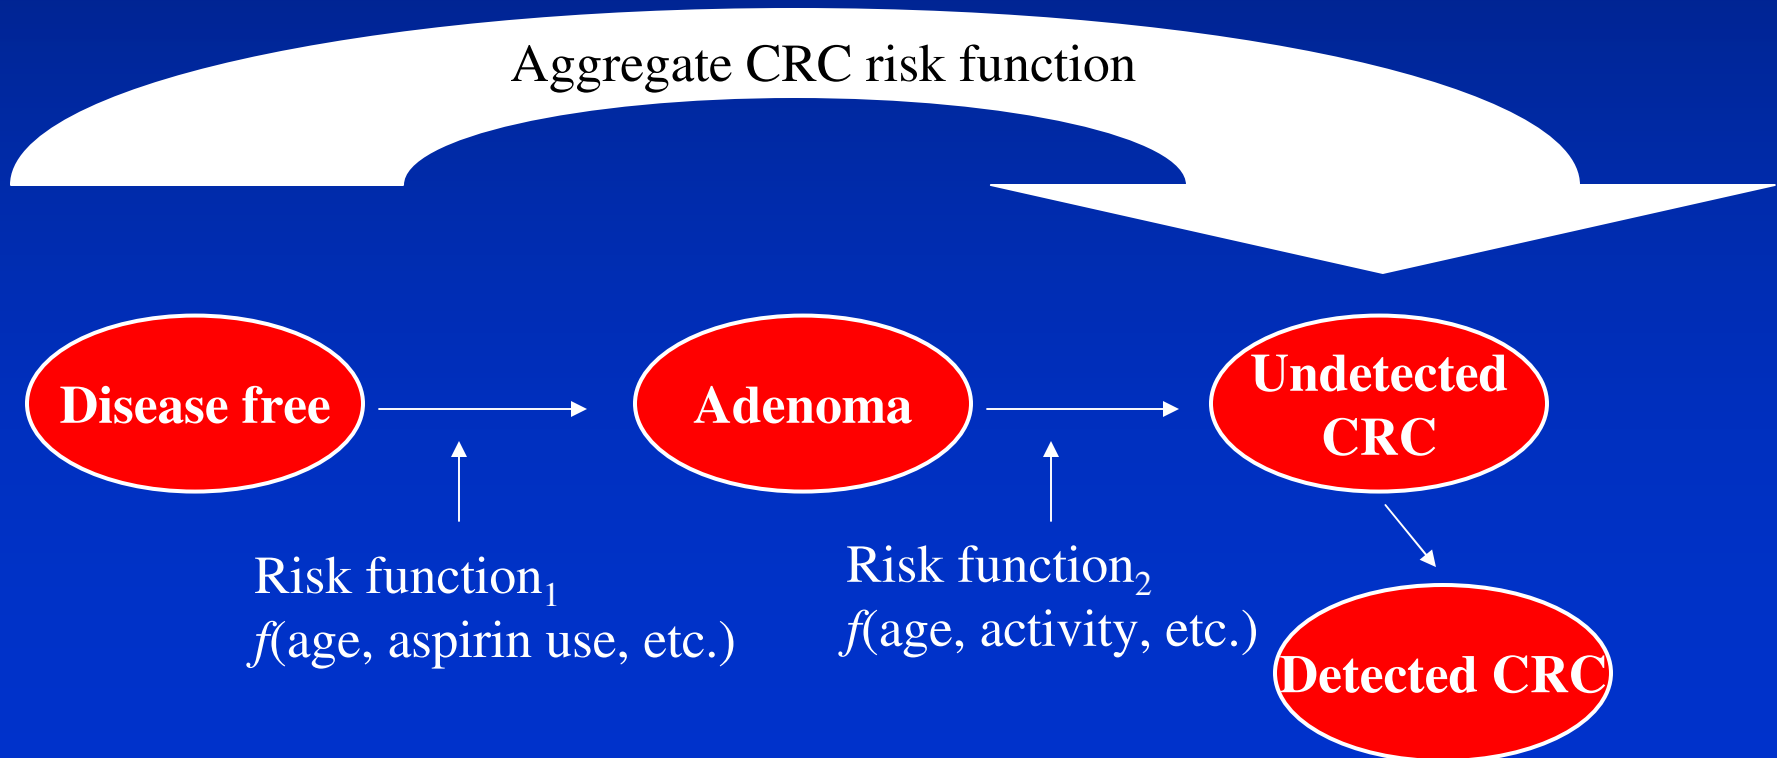 Aggregate CRC risk function
Disease free
Adenoma
Undetected
CRC
Risk function₁
f(age, aspirin use, etc.)
Risk function₂
f(age, activity, etc.)
Detected CRC